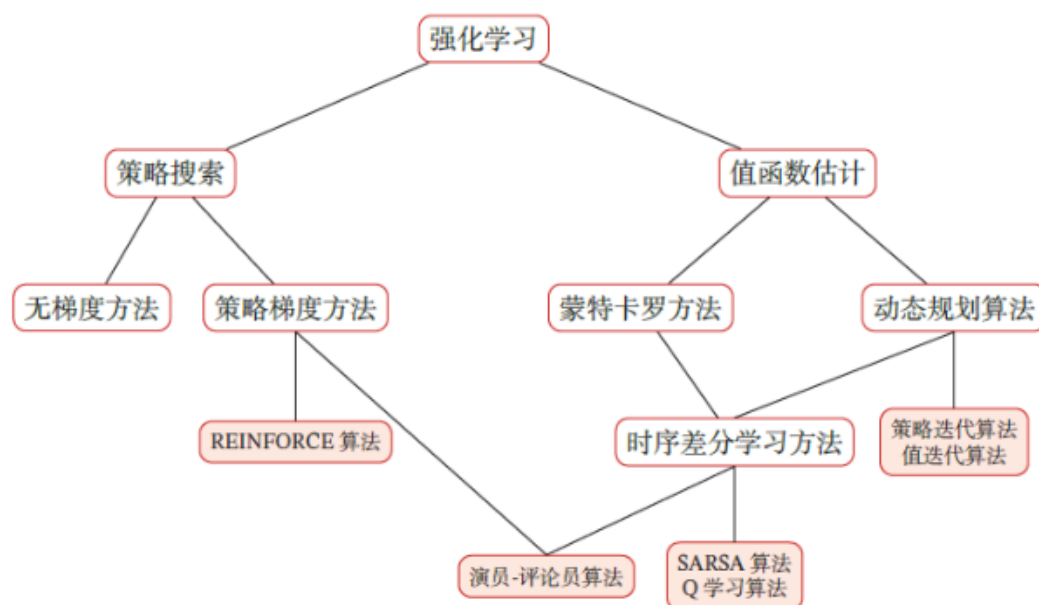 强化学习
策略搜索
值函数估计
无梯度方法
策略梯度方法
蒙特卡罗方法
动态规划算法
REINFORCE 算法
时序差分学习方法
策略迭代算法
值迭代算法
演员-评论员算法
SARSA 算法
Q 学习算法